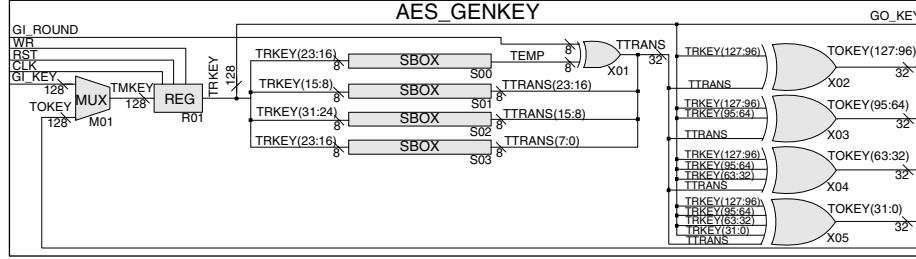 AES_GENKEY
GO_KEY
GI_ROUND
WR
RST
CLK
GI_KEY
128
TOKEY
128
MUX
M01
TMKEY
128
REG
R01
TRKEY
128
TRKEY(23:16)
8
SBOX
S00
TEMP
8
8
X01
TTRANS
32
TRKEY(15:8)
8
SBOX
S01
TTRANS(23:16)
8
TRKEY(31:24)
8
SBOX
S02
TTRANS(15:8)
8
TRKEY(23:16)
8
SBOX
S03
TTRANS(7:0)
8
TRKEY(127:96)
TTRANS
X02
TOKEY(127:96)
32
TRKEY(127:96)
TRKEY(95:64)
TTRANS
X03
TOKEY(95:64)
32
TRKEY(127:96)
TRKEY(95:64)
TRKEY(63:32)
TTRANS
X04
TOKEY(63:32)
32
TRKEY(127:96)
TRKEY(95:64)
TRKEY(63:32)
TRKEY(31:0)
TTRANS
X05
TOKEY(31:0)
32